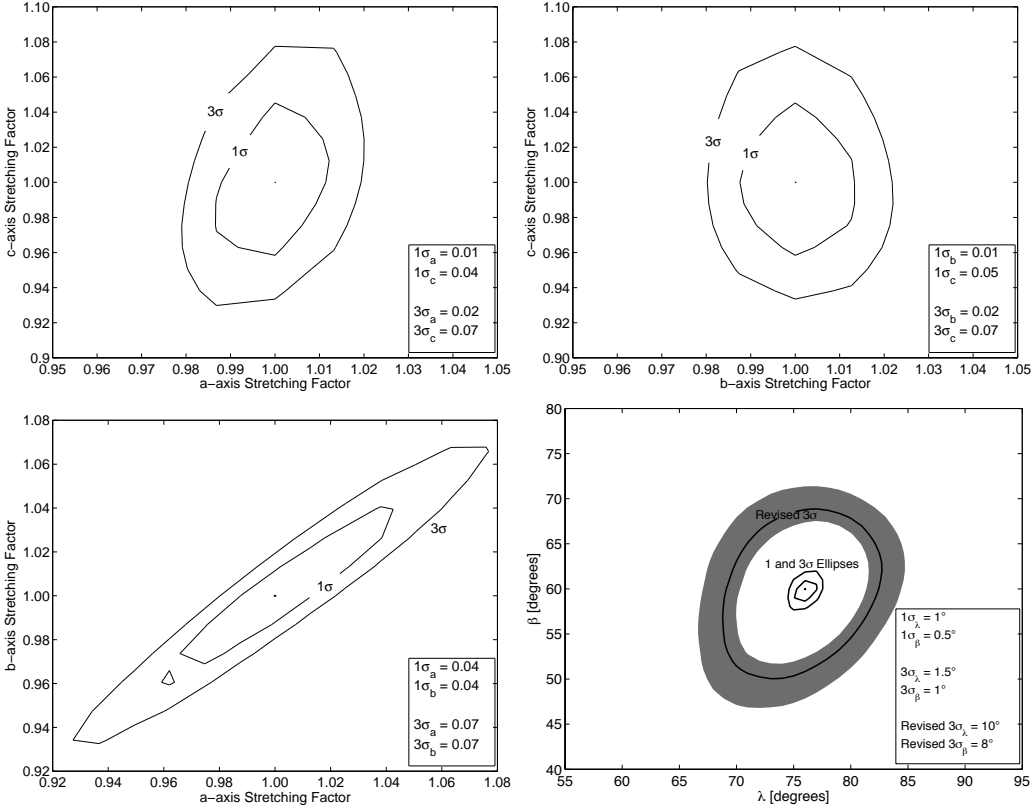 1.10
1.08
1.06
1.04
1.02
1.00
0.98
0.96
0.94
0.92
0.9
0.95 0.96 0.97 0.98 0.99 1.00 1.01 1.02 1.03 1.04 1.05
a−axis Stretching Factor
c−axis Stretching Factor
3σ
1σ
1σa = 0.01
1σc = 0.04
3σa = 0.02
3σc = 0.07
1.10
1.08
1.06
1.04
1.02
1.00
0.98
0.96
0.94
0.92
0.90
0.95 0.96 0.97 0.98 0.99 1.00 1.01 1.02 1.03 1.04 1.05
b−axis Stretching Factor
c−axis Stretching Factor
3σ
1σ
1σb = 0.01
1σc = 0.05
3σb = 0.02
3σc = 0.07
1.08
1.06
1.04
1.02
1.00
0.98
0.96
0.94
0.92
0.92 0.94 0.96 0.98 1.00 1.02 1.04 1.06 1.08
a−axis Stretching Factor
b−axis Stretching Factor
3σ
1σ
1σa = 0.04
1σb = 0.04
3σa = 0.07
3σb = 0.07
80
75
70
65
60
55
50
45
40
55 60 65 70 75 80 85 90 95
λ [degrees]
β [degrees]
Revised 3σ
1 and 3σ Ellipses
1σλ = 1°
1σβ = 0.5°
3σλ = 1.5°
3σβ = 1°
Revised 3σλ = 10°
Revised 3σβ = 8°